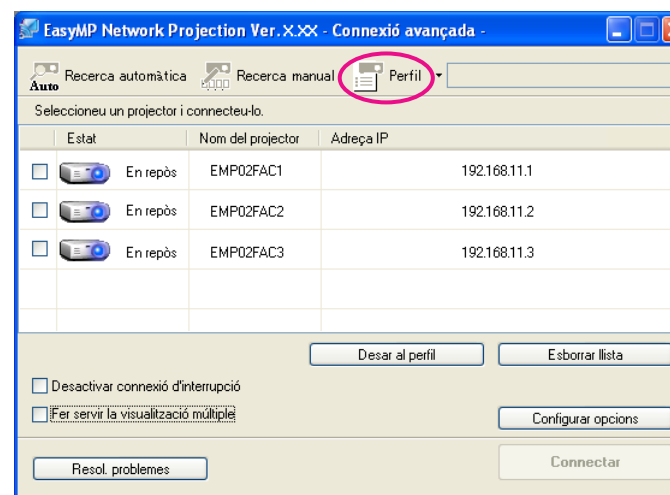 EasyMP Network Projection Ver. X.XX - Connexió avançada -
Auto Recerca automàtica Recerca manual Perfil
Seleccioneu un projector i connecteu-lo.
Estat Nom del projector Adreça IP
En repòs EMP02FAC1 192.168.11.1
En repòs EMP02FAC2 192.168.11.2
En repòs EMP02FAC3 192.168.11.3
Desar al perfil Esborrar llista
Desactivar connexió d'interrupció
Fer servir la visualització múltiple
Configurar opcions
Resol. problemes Connectar